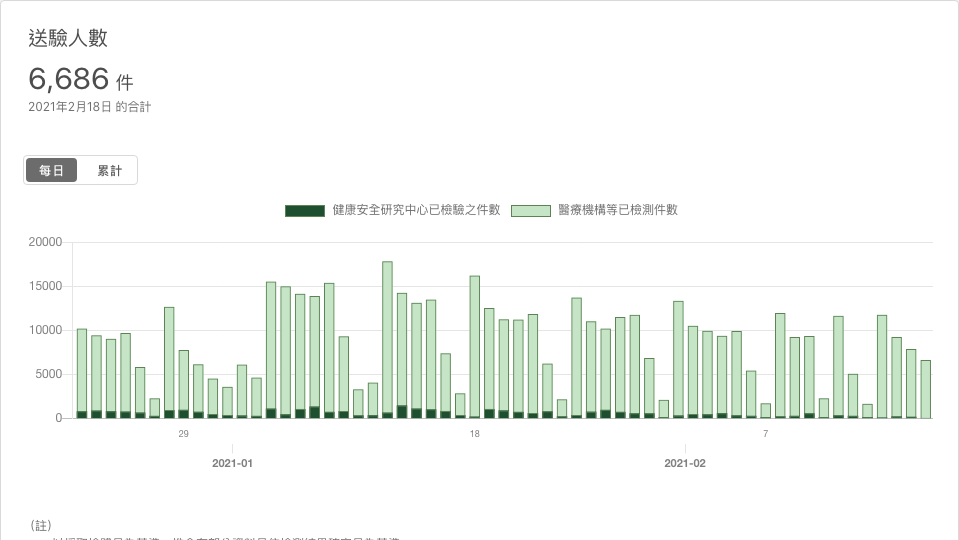 送驗人數
6,686 件
2021年2月18日 的合計
每日 累計
健康安全研究中心已檢驗之件數 醫療機構等已檢測件數
20000
15000
10000
5000
0
29 18 7
2021-01 2021-02
(註)